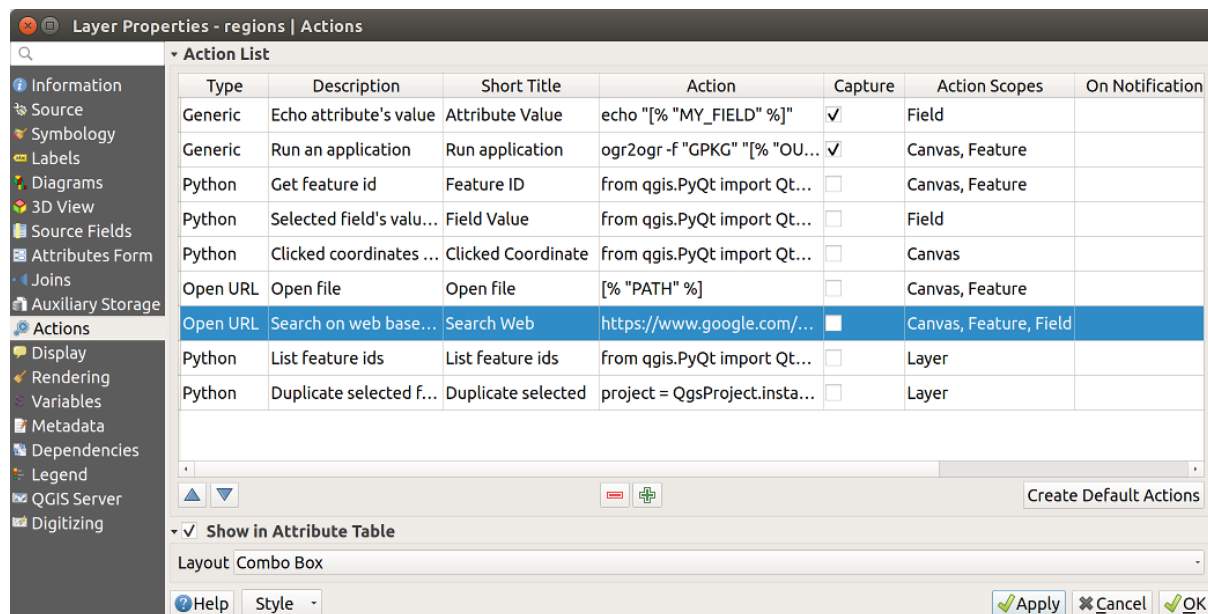 Layer Properties - regions | Actions
Information
Source
Symbology
Labels
Diagrams
3D View
Source Fields
Attributes Form
Joins
Auxiliary Storage
Actions
Display
Rendering
Variables
Metadata
Dependencies
Legend
QGIS Server
Digitizing
Action List
Type Description Short Title Action Capture Action Scopes On Notification
Generic Echo attribute's value Attribute Value echo "[% "MY_FIELD" %]" Field
Generic Run an application Run application ogr2ogr -f "GPKG" "[% "OU... Canvas, Feature
Python Get feature id Feature ID from qgis.PyQt import Qt... Canvas, Feature
Python Selected field's valu... Field Value from qgis.PyQt import Qt... Field
Python Clicked coordinates ... Clicked Coordinate from qgis.PyQt import Qt... Canvas
Open URL Open file Open file [% "PATH" %] Canvas, Feature
Open URL Search on web base... Search Web https://www.google.com/... Canvas, Feature, Field
Python List feature ids List feature ids from qgis.PyQt import Qt... Layer
Python Duplicate selected f... Duplicate selected project = QgsProject.insta... Layer
Create Default Actions
Show in Attribute Table
Layout Combo Box
Help Style Apply Cancel OK